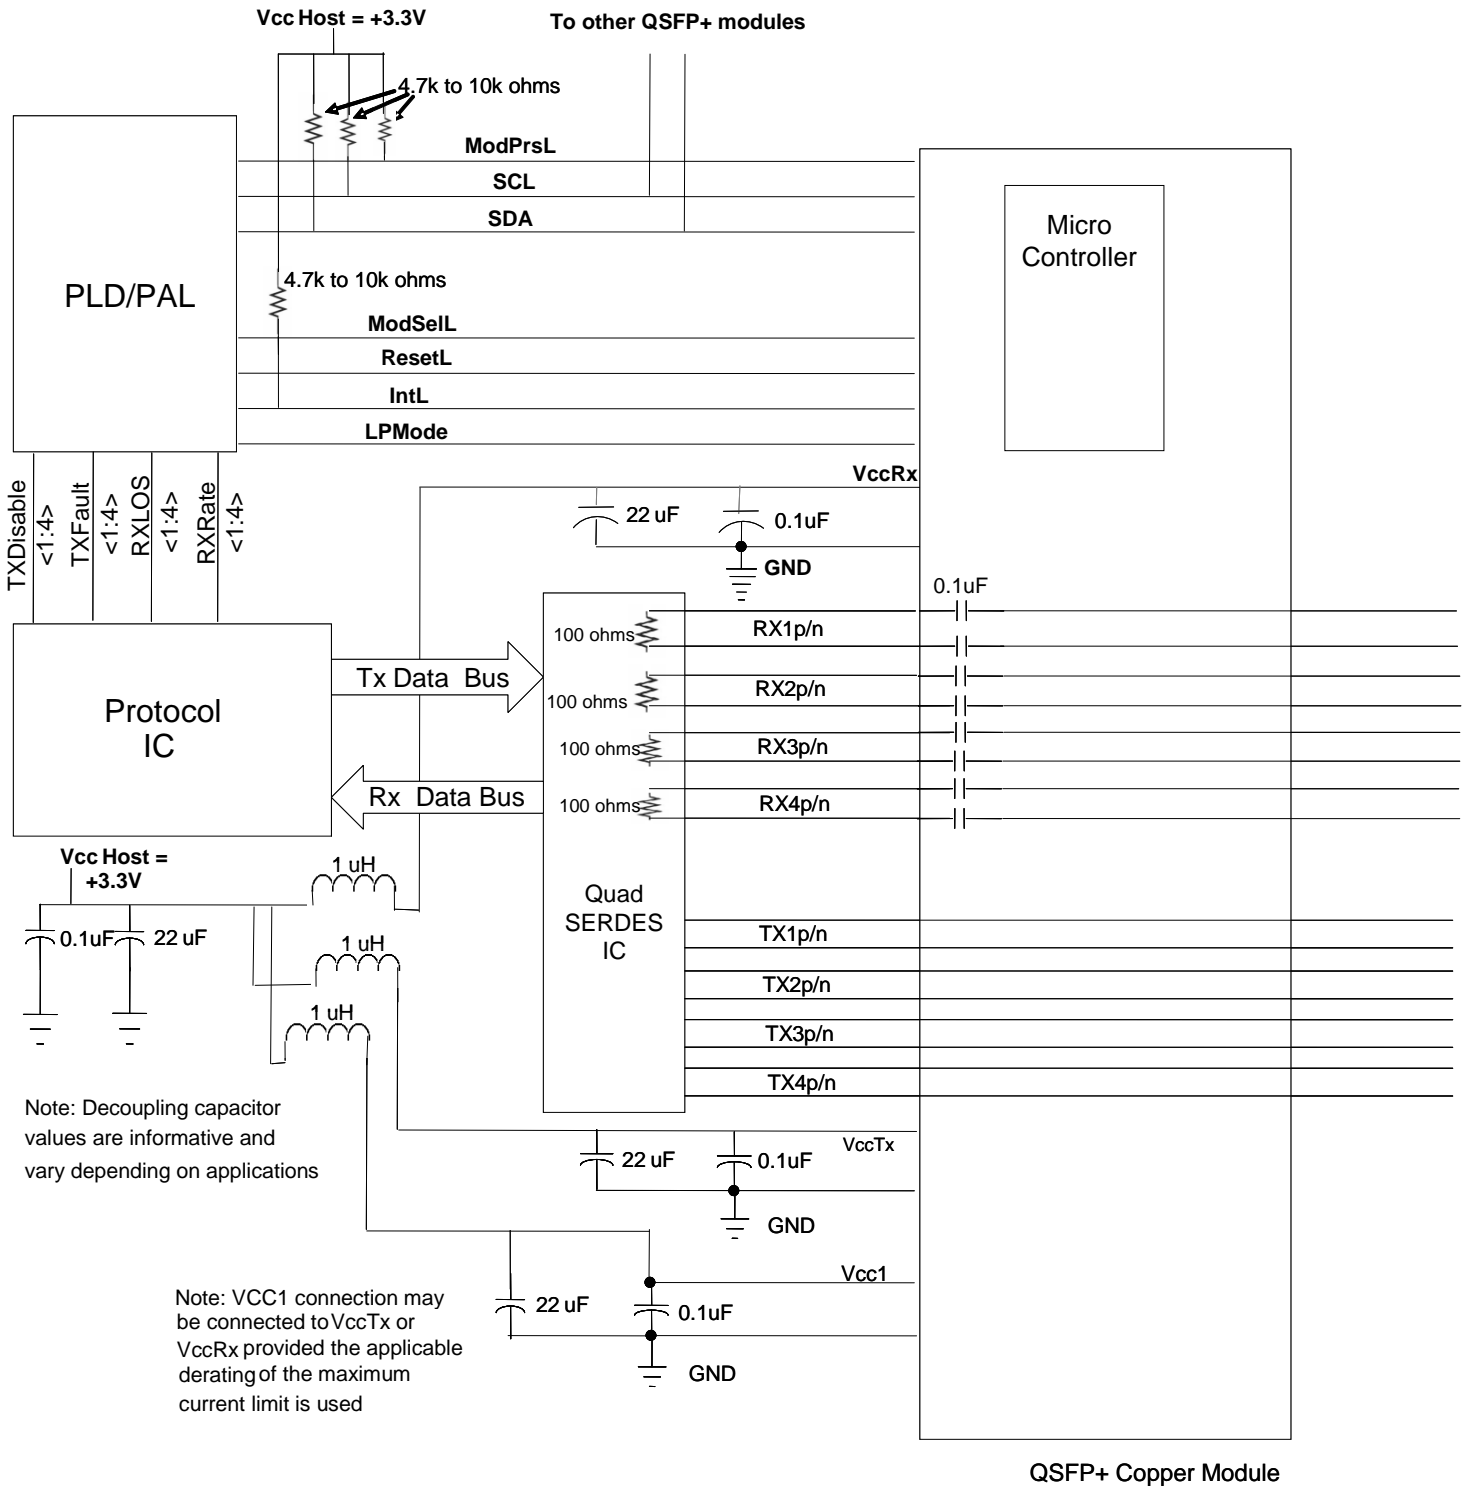 Vcc Host = +3.3V
To other QSFP+ modules
4.7k to 10k ohms
ModPrsL
SCL
SDA
Micro
Controller
PLD/PAL
4.7k to 10k ohms
ModSelL
ResetL
IntL
LPMode
VccRx
TXDisable
<1:4>
TXFault
<1:4>
RXLOS
<1:4>
RXRate
<1:4>
22 uF
0.1uF
GND
0.1uF
100 ohms
RX1p/n
Tx Data Bus
100 ohms
RX2p/n
Protocol
IC
100 ohms
RX3p/n
Rx Data Bus
100 ohms
RX4p/n
Vcc Host =
+3.3V
1 uH
Quad
SERDES
IC
0.1uF
22 uF
1 uH
TX1p/n
TX2p/n
1 uH
TX3p/n
TX4p/n
Note: Decoupling capacitor
values are informative and
vary depending on applications
VccTx
22 uF
0.1uF
GND
Vcc1
Note: VCC1 connection may
be connected to VccTx or
VccRx provided the applicable
derating of the maximum
current limit is used
22 uF
0.1uF
GND
QSFP+ Copper Module